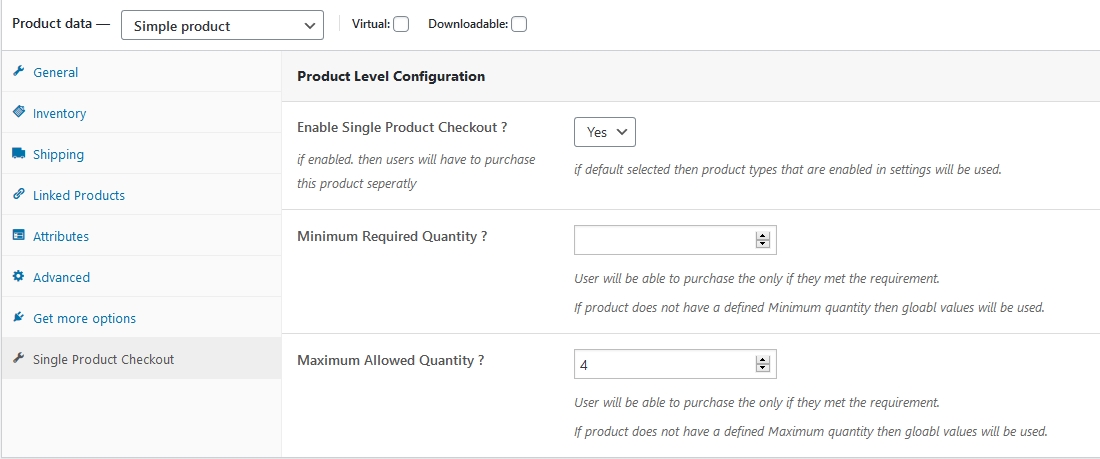 Product data — Simple product Virtual: Downloadable:
General
Inventory
Shipping
Linked Products
Attributes
Advanced
Get more options
Single Product Checkout
Product Level Configuration
Enable Single Product Checkout ? Yes
if enabled. then users will have to purchase
this product seperatly
if default selected then product types that are enabled in settings will be used.
Minimum Required Quantity ?
User will be able to purchase the only if they met the requirement.
If product does not have a defined Minimum quantity then gloabl values will be used.
Maximum Allowed Quantity ? 4
User will be able to purchase the only if they met the requirement.
If product does not have a defined Maximum quantity then gloabl values will be used.